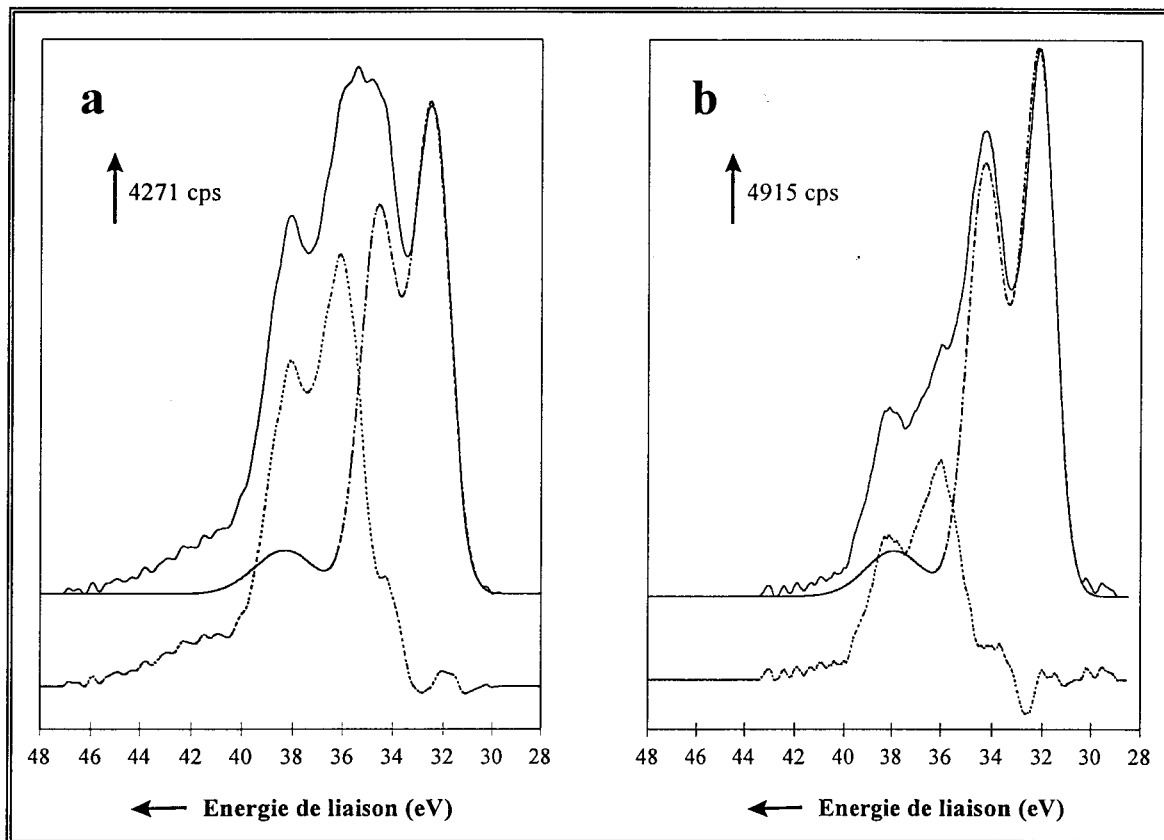 a
4271 cps
48 46 44 42 40 38 36 34 32 30 28
Energie de liaison (eV)
b
4915 cps
48 46 44 42 40 38 36 34 32 30 28
Energie de liaison (eV)